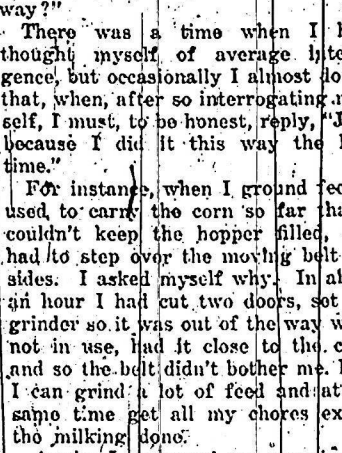 way?"
There was a time when I
thought myself of average
gence, but occasionally I almost
that, when, after so interrogating
self, I must, to be honest, reply,
because I did it this way the
time."
For instance, when I ground
used to carry the corn so far
couldn't keep the hopper filled,
had to step over the moving belt
sides. I asked myself why. In
an hour I had cut two doors, set
grinder so it was out of the way
not in use, had it close to the
and so the belt didn't bother me.
I can grind a lot of feed and at
same time get all my chores
the milking done.